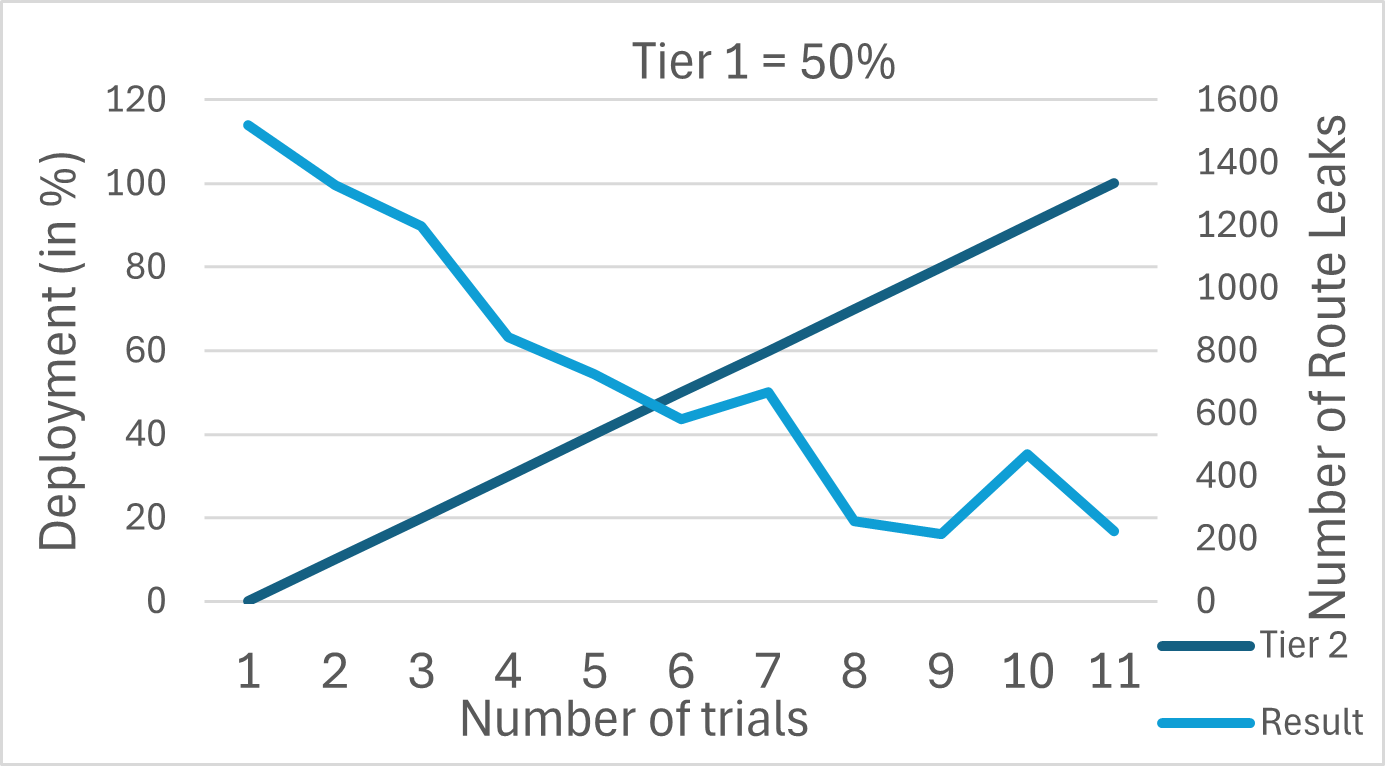 Tier 1 = 50%
120
100
80
60
40
20
0
Deployment (in %)
1600
1400
1200
1000
800
600
400
200
0
Number of Route Leaks
1 2 3 4 5 6 7 8 9 10 11
Number of trials
Tier 2
Result